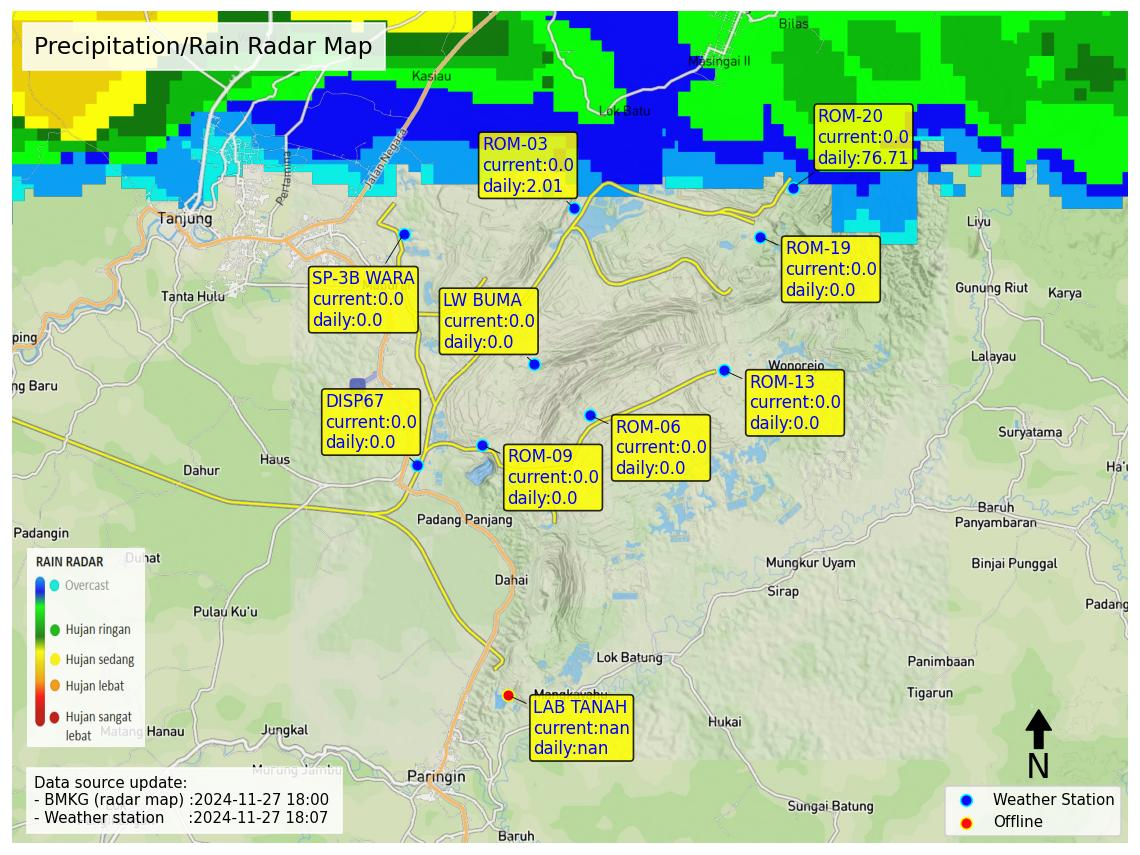 Precipitation/Rain Radar Map
Bilas
Masingai II
Kasiau
Lok Batu
ROM-20
current:0.0
daily:76.71
ROM-03
current:0.0
daily:2.01
Jalan Negara
Pertamina
Tanjung
Liyu
ROM-19
current:0.0
daily:0.0
SP-3B WARA
current:0.0
daily:0.0
LW BUMA
current:0.0
daily:0.0
Tanta Hulu
Gunung Riut
Karya
ping
Lalayau
Wonorejo
ng Baru
ROM-13
current:0.0
daily:0.0
DISP67
current:0.0
daily:0.0
ROM-06
current:0.0
daily:0.0
Suryatama
ROM-09
current:0.0
daily:0.0
Haus
Dahur
Ha'u
Baruh
Panyambaran
Padang Panjang
Padangin
Duhat
Mungkur Uyam
Binjai Punggal
Dahai
Sirap
Padang
Pulau Ku'u
RAIN RADAR
Overcast
Hujan ringan
Hujan sedang
Hujan lebat
Hujan sangat
lebat
Lok Batung
Panimbaan
Tigarun
Mangkayahu
LAB TANAH
current:nan
daily:nan
Hukai
Matang Hanau
Jungkal
Murung Jambu
Paringin
Sungai Batung
Baruh
Data source update:
- BMKG (radar map) :2024-11-27 18:00
- Weather station :2024-11-27 18:07
N
Weather Station
Offline